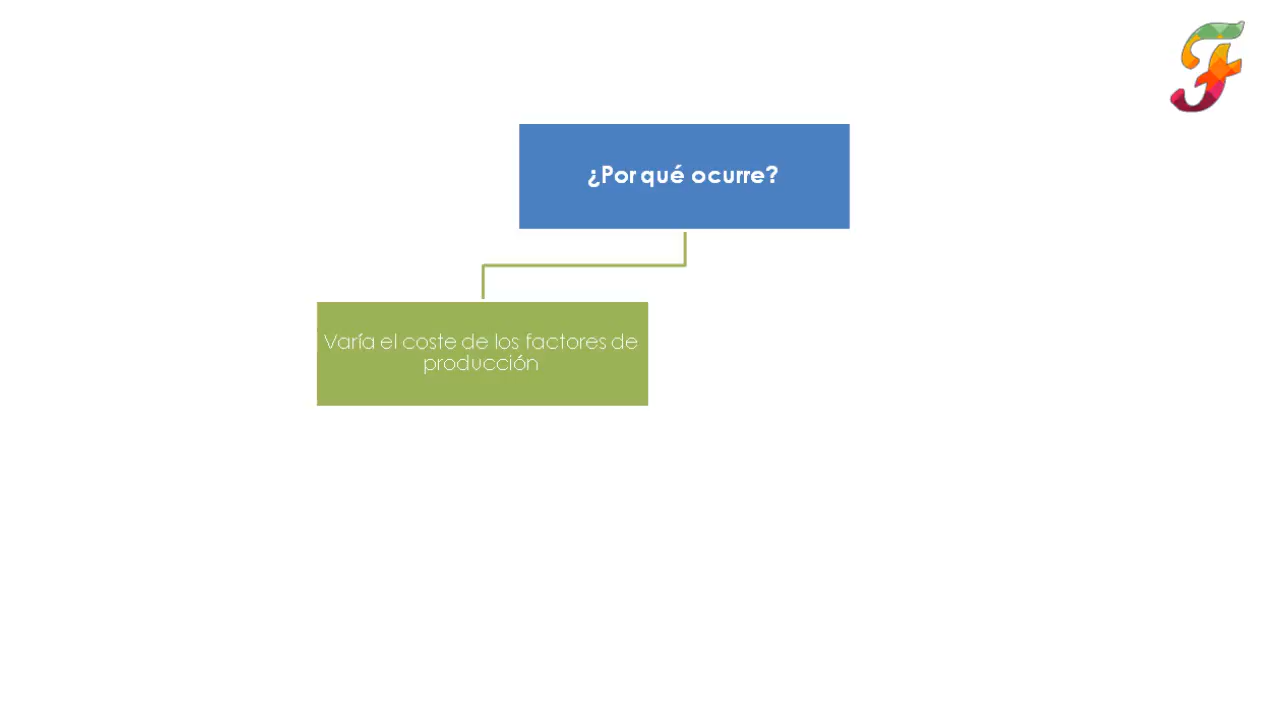 ¿Por qué ocurre?
Varía el coste de los factores de
producción